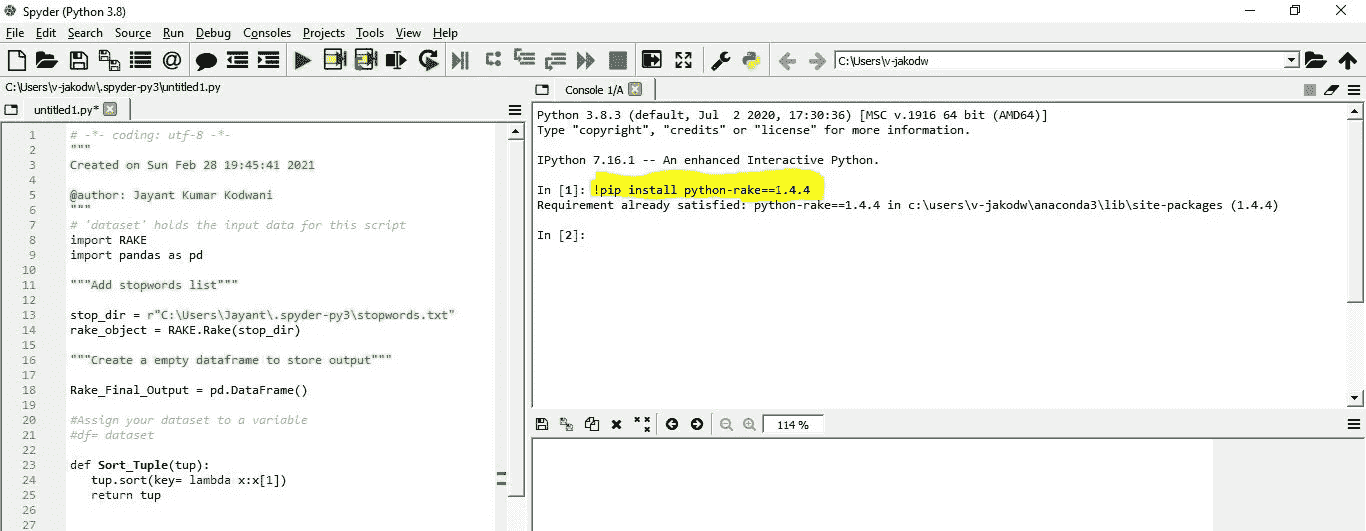 Spyder (Python 3.8)
File Edit Search Source Run Debug Consoles Projects Tools View Help
C:\Users\v-jakodw
C:\Users\v-jakodw\.spyder-py3\untitled1.py
untitled1.py*
1 # -*- coding: utf-8 -*-
2 """
3 Created on Sun Feb 28 19:45:41 2021
4
5 @author: Jayant Kumar Kodwani
6 """
7 # 'dataset' holds the input data for this script
8 import RAKE
9 import pandas as pd
10
11 """Add stopwords list"""
12
13 stop_dir = r"C:\Users\Jayant\.spyder-py3\stopwords.txt"
14 rake_object = RAKE.Rake(stop_dir)
15
16 """Create a empty dataframe to store output"""
17
18 Rake_Final_Output = pd.DataFrame()
19
20 #Assign your dataset to a variable
21 #df= dataset
22
23 def Sort_Tuple(tup):
24 tup.sort(key= lambda x:x[1])
25 return tup
26
27
Console 1/A
Python 3.8.3 (default, Jul  2 2020, 17:30:36) [MSC v.1916 64 bit (AMD64)]
Type "copyright", "credits" or "license" for more information.
IPython 7.16.1 -- An enhanced Interactive Python.
In [1]: !pip install python-rake==1.4.4
Requirement already satisfied: python-rake==1.4.4 in c:\users\v-jakodw\anaconda3\lib\site-packages (1.4.4)
In [2]:
114 %